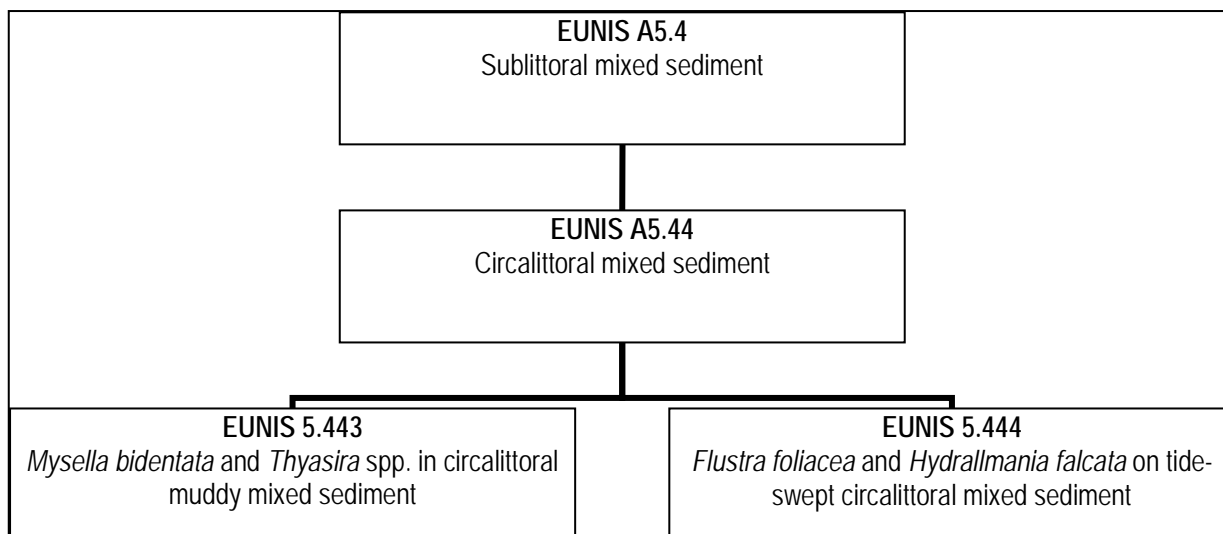 EUNIS A5.4
Sublittoral mixed sediment
EUNIS A5.44
Circalittoral mixed sediment
EUNIS 5.443
Mysella bidentata and Thyasira spp. in circalittoral
muddy mixed sediment
EUNIS 5.444
Flustra foliacea and Hydrallmania falcata on tide-
swept circalittoral mixed sediment